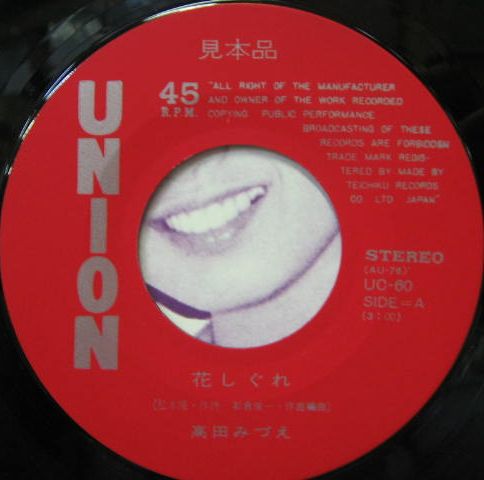 見本品
UNION
45
R.P.M.
"ALL RIGHT OF THE MANUFACTURER
AND OWNER OF THE WORK RECORDED
COPYING. PUBLIC PERFORMANCE
BROADCASTING OF THESE
RECORDS ARE FORBIDDEN
TRADE MARK REGIS-
TERED BY MADE BY
TEICHIKU RECORDS
CO LTD JAPAN"
STEREO
(AU-76)
UC-60
SIDE=A
花しぐれ
高田みづえ